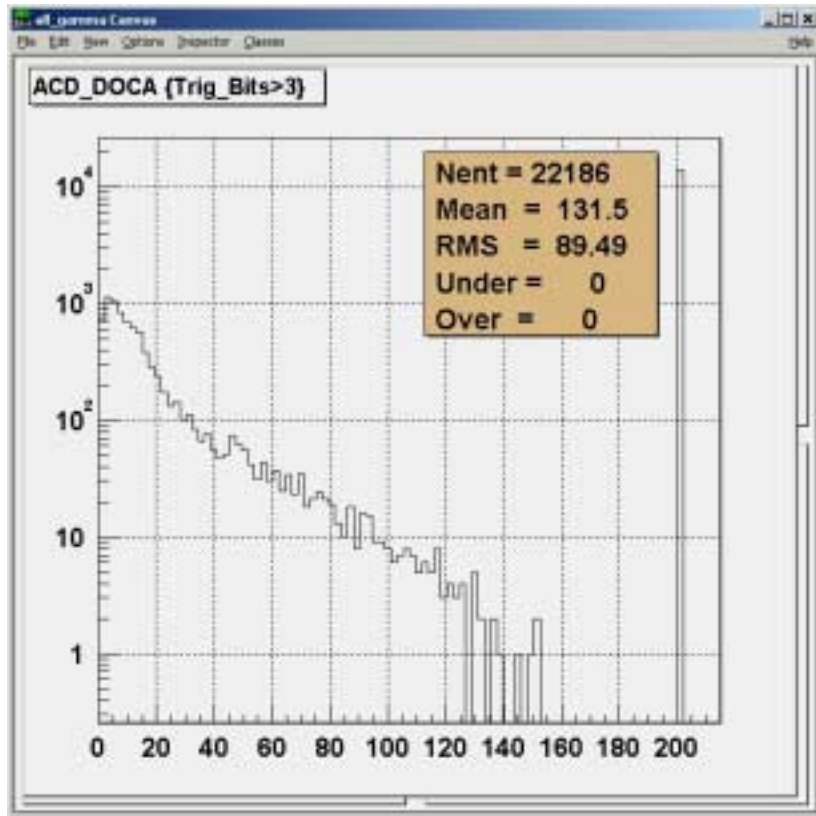 all_gamma Canvas
File Edit View Options Inspector Classes Help
ACD_DOCA {Trig_Bits>3}
Nent = 22186
Mean = 131.5
RMS = 89.49
Under = 0
Over = 0
10^4
10^3
10^2
10
1
0 20 40 60 80 100 120 140 160 180 200